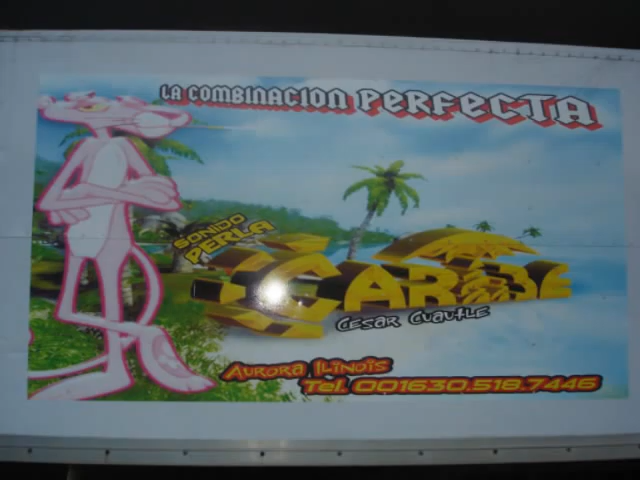 LA COMBINACION PERFECTA
SONIDO
PERLA
CARIBE
CESAR CUAUTLE
AURORA ILINOIS
TEL. 001630.518.7446